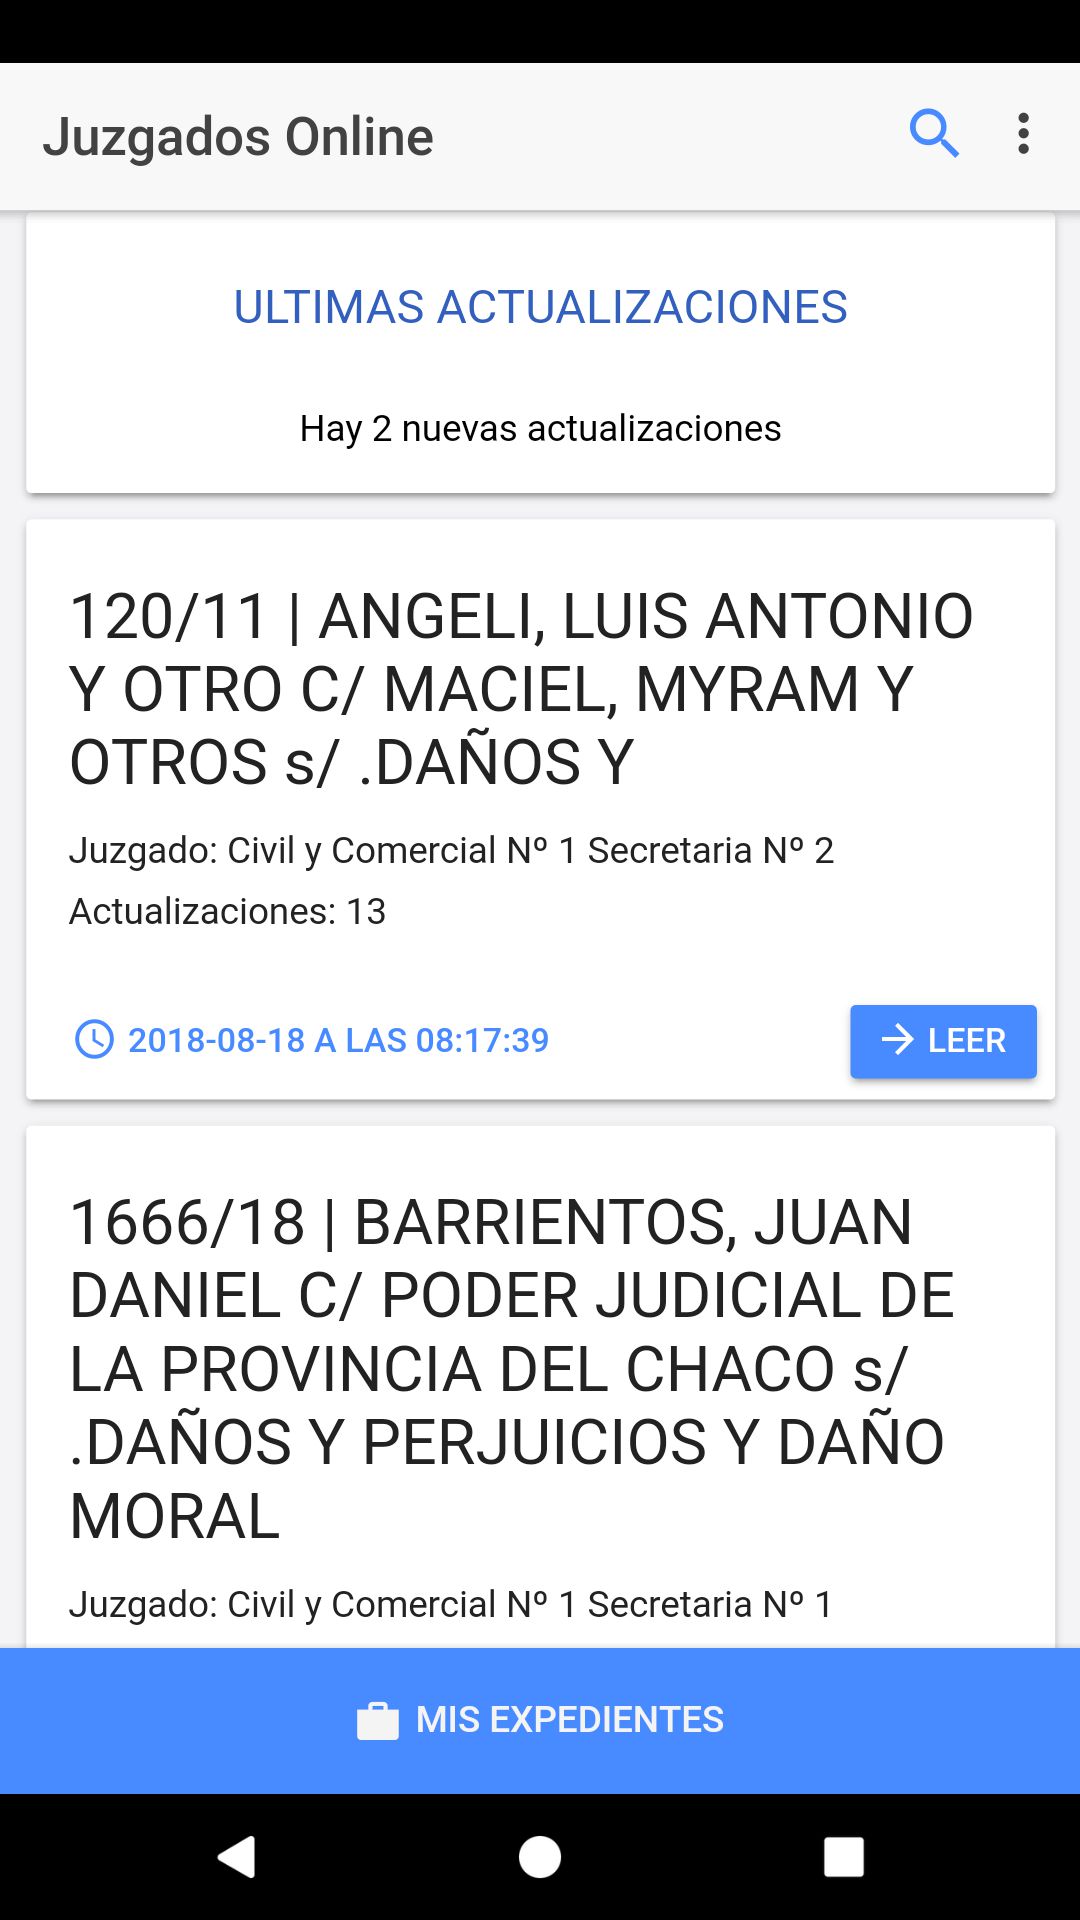 Juzgados Online
ULTIMAS ACTUALIZACIONES
Hay 2 nuevas actualizaciones
120/11 | ANGELI, LUIS ANTONIO
Y OTRO C/ MACIEL, MYRAM Y
OTROS s/ .DAÑOS Y
Juzgado: Civil y Comercial Nº 1 Secretaria Nº 2
Actualizaciones: 13
2018-08-18 A LAS 08:17:39
LEER
1666/18 | BARRIENTOS, JUAN
DANIEL C/ PODER JUDICIAL DE
LA PROVINCIA DEL CHACO s/
.DAÑOS Y PERJUICIOS Y DAÑO
MORAL
Juzgado: Civil y Comercial Nº 1 Secretaria Nº 1
MIS EXPEDIENTES